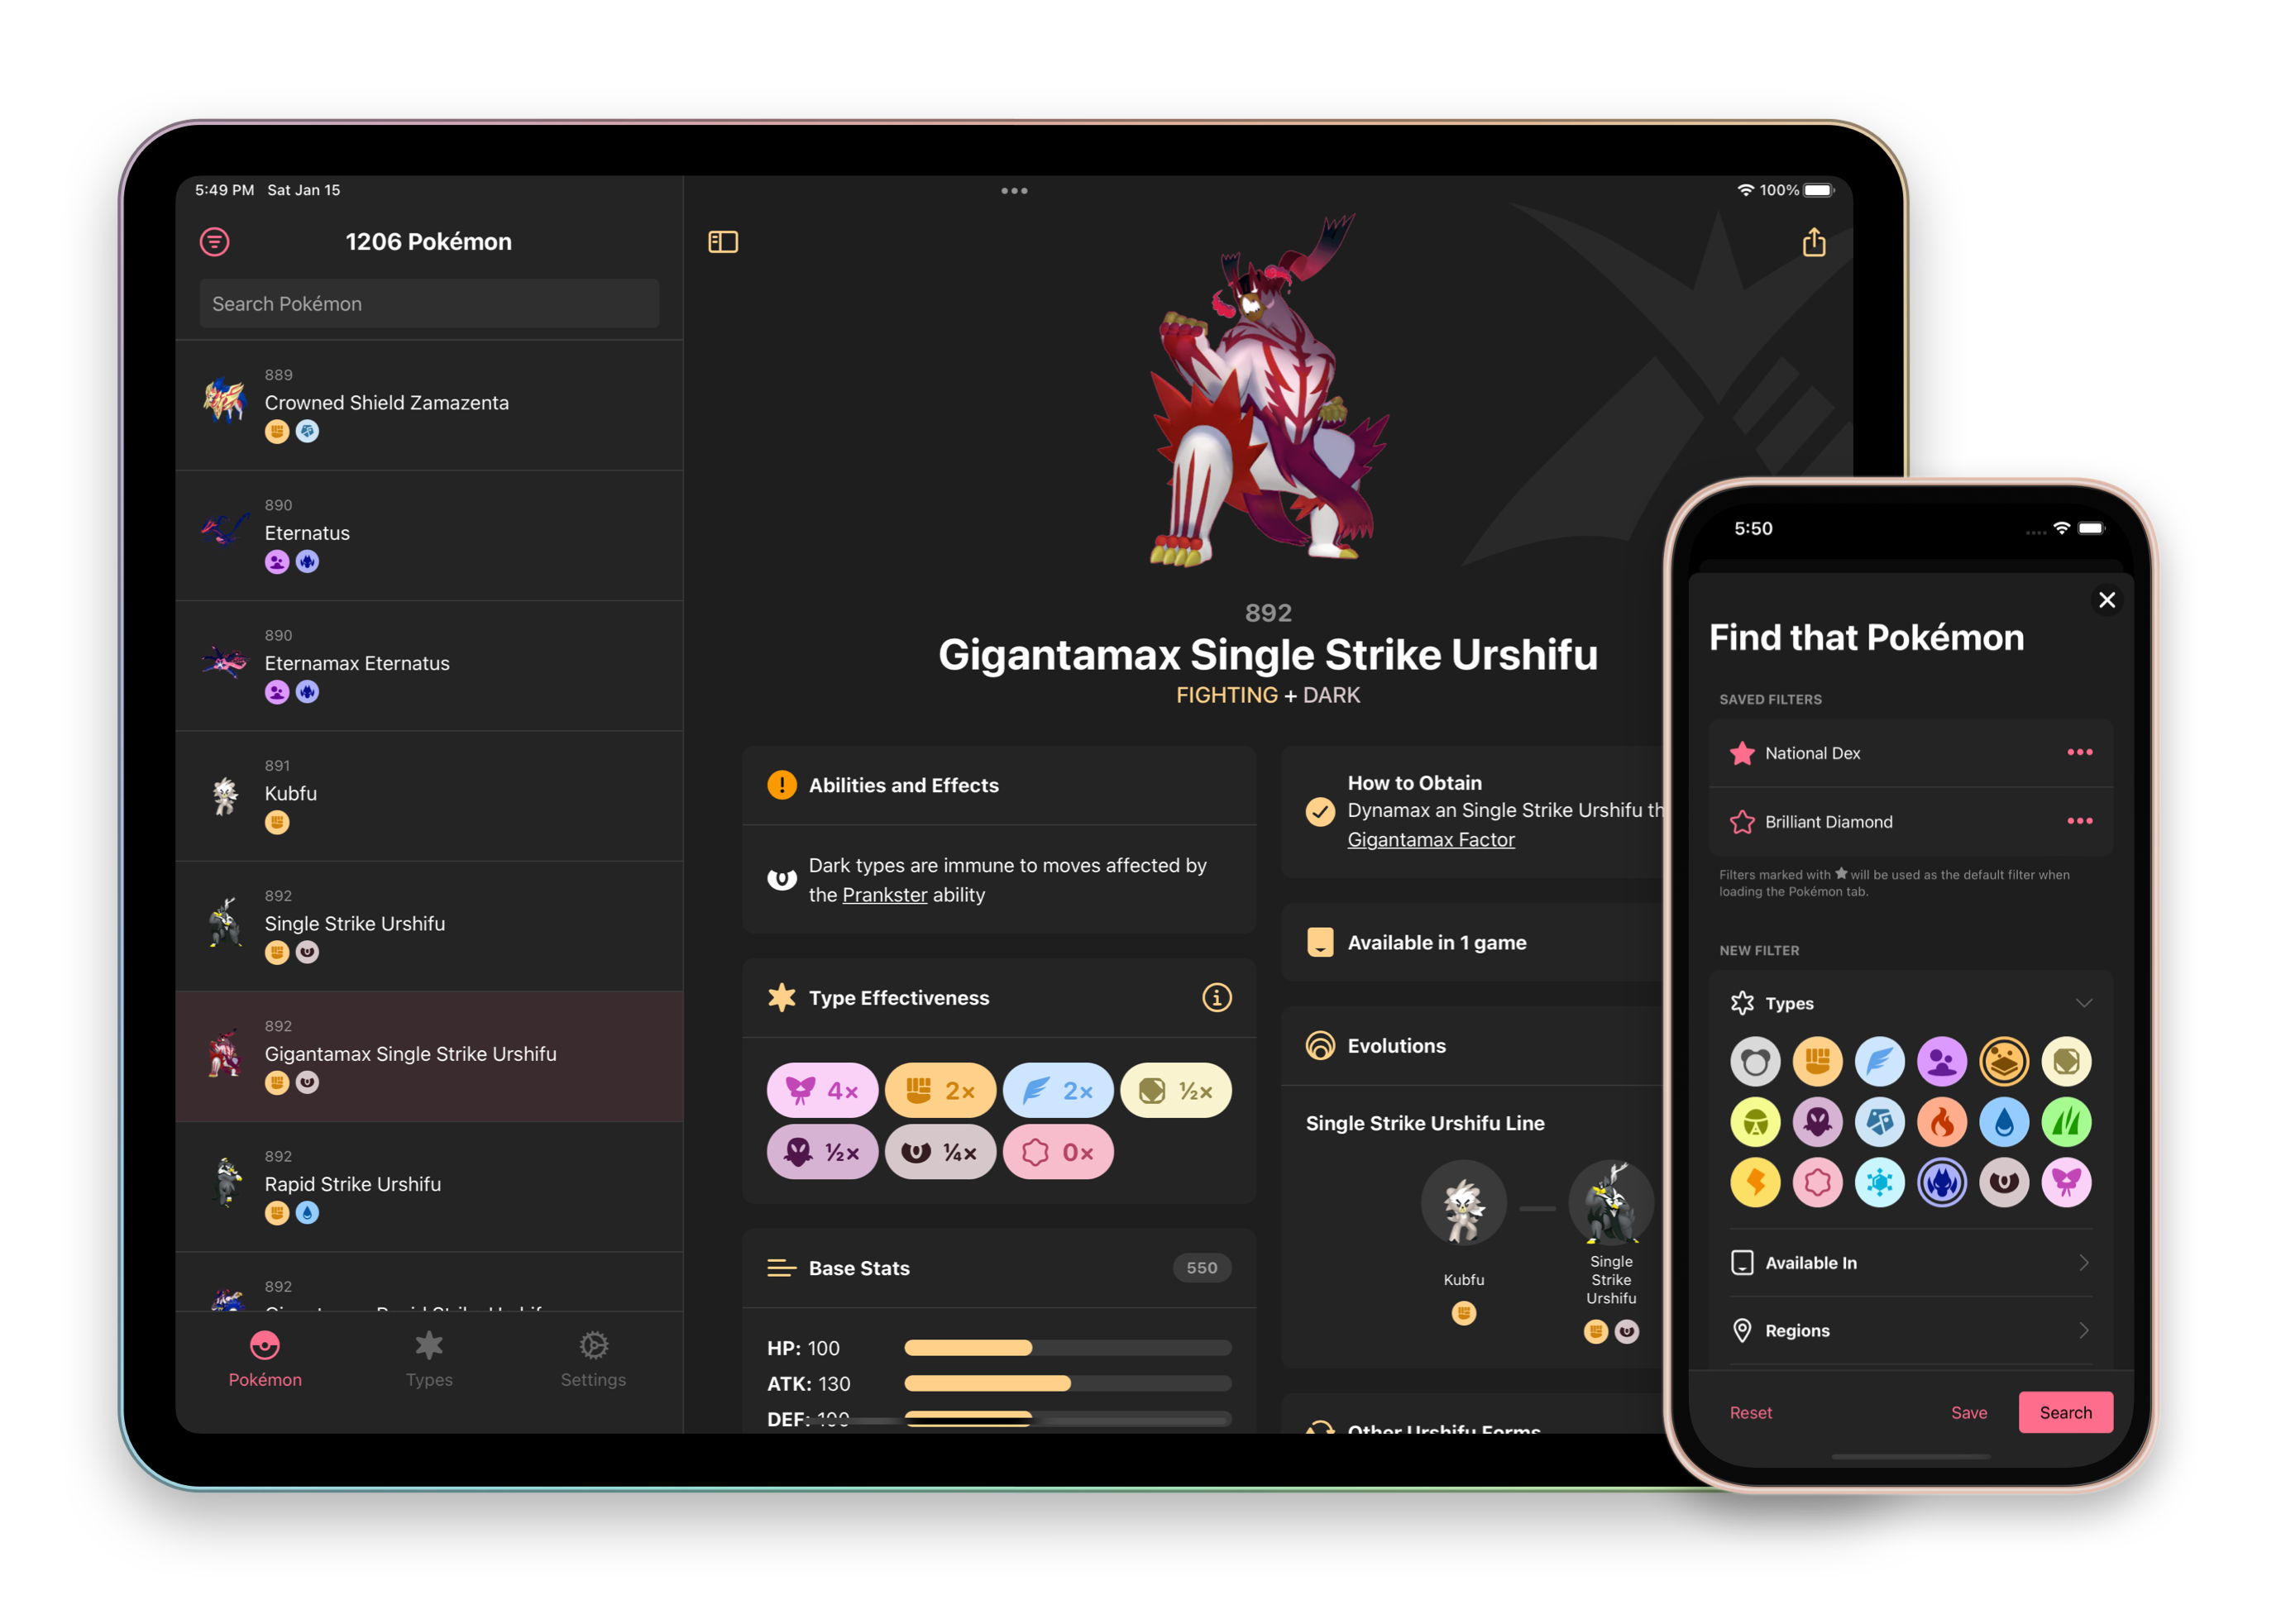 5:49 PM Sat Jan 15
100%
1206 Pokémon
Search Pokémon
889
Crowned Shield Zamazenta
890
Eternatus
890
Eternamax Eternatus
891
Kubfu
892
Single Strike Urshifu
892
Gigantamax Single Strike Urshifu
892
Rapid Strike Urshifu
892
Pokémon
Types
Settings
892
Gigantamax Single Strike Urshifu
FIGHTING + DARK
Abilities and Effects
Dark types are immune to moves affected by
the Prankster ability
Type Effectiveness
4×
2×
2×
½×
½×
¼×
0×
Base Stats
550
HP: 100
ATK: 130
DEF: 100
How to Obtain
Dynamax an Single Strike Urshifu th
Gigantamax Factor
Available in 1 game
Evolutions
Single Strike Urshifu Line
Kubfu
Single
Strike
Urshifu
Other Urshifu Forms
5:50
Find that Pokémon
SAVED FILTERS
National Dex
Brilliant Diamond
Filters marked with ★ will be used as the default filter when
loading the Pokémon tab.
NEW FILTER
Types
Available In
Regions
Reset
Save
Search